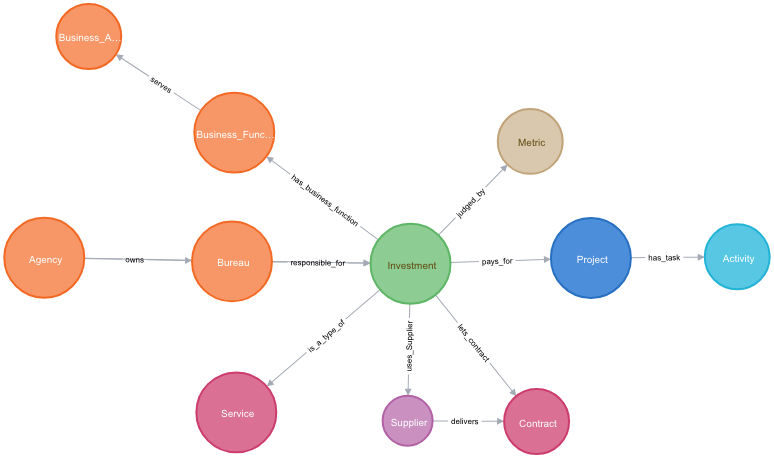 Business_A...
serves
Business_Func...
Metric
has_business_function
judged_by
Agency
owns
Bureau
responsible_for
Investment
pays_for
Project
has_task
Activity
is_a_type_of
uses_Supplier
lets_contract
Service
Supplier
delivers
Contract